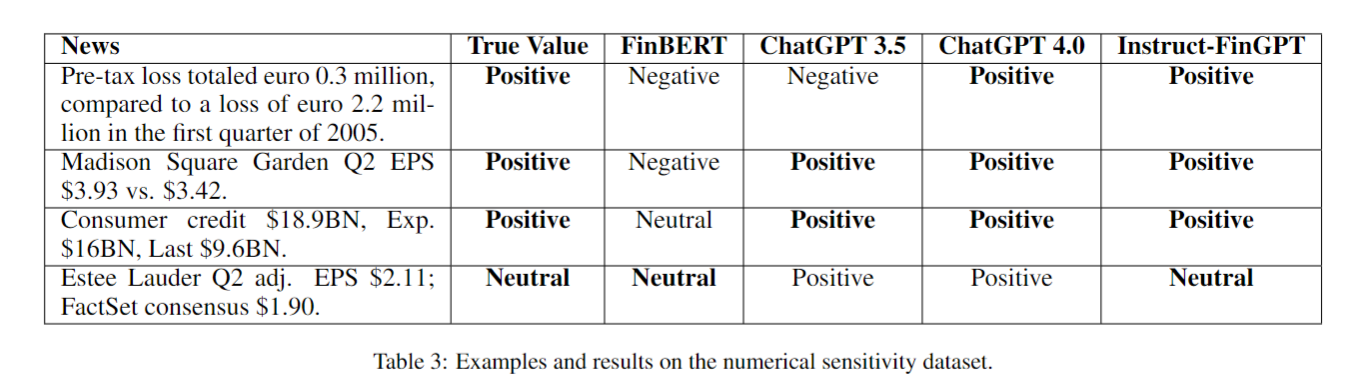 News True Value FinBERT ChatGPT 3.5 ChatGPT 4.0 Instruct-FinGPT
Pre-tax loss totaled euro 0.3 million, Positive Negative Negative Positive Positive
compared to a loss of euro 2.2 mil-
lion in the first quarter of 2005.
Madison Square Garden Q2 EPS Positive Negative Positive Positive Positive
$3.93 vs. $3.42.
Consumer credit $18.9BN, Exp. Positive Neutral Positive Positive Positive
$16BN, Last $9.6BN.
Estee Lauder Q2 adj. EPS $2.11; Neutral Neutral Positive Positive Neutral
FactSet consensus $1.90.
Table 3: Examples and results on the numerical sensitivity dataset.